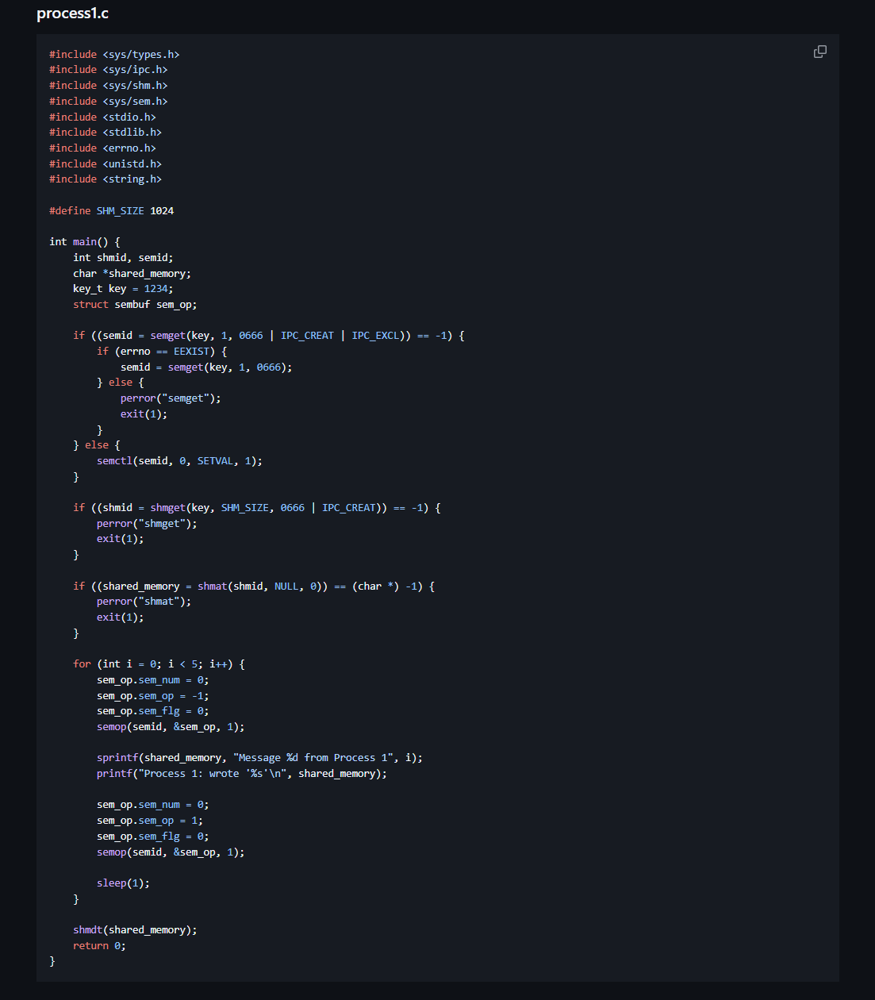 process1.c
#include <sys/types.h>
#include <sys/ipc.h>
#include <sys/shm.h>
#include <sys/sem.h>
#include <stdio.h>
#include <stdlib.h>
#include <errno.h>
#include <unistd.h>
#include <string.h>

#define SHM_SIZE 1024

int main() {
    int shmid, semid;
    char *shared_memory;
    key_t key = 1234;
    struct sembuf sem_op;

    if ((semid = semget(key, 1, 0666 | IPC_CREAT | IPC_EXCL)) == -1) {
        if (errno == EEXIST) {
            semid = semget(key, 1, 0666);
        } else {
            perror("semget");
            exit(1);
        }
    } else {
        semctl(semid, 0, SETVAL, 1);
    }

    if ((shmid = shmget(key, SHM_SIZE, 0666 | IPC_CREAT)) == -1) {
        perror("shmget");
        exit(1);
    }

    if ((shared_memory = shmat(shmid, NULL, 0)) == (char *) -1) {
        perror("shmat");
        exit(1);
    }

    for (int i = 0; i < 5; i++) {
        sem_op.sem_num = 0;
        sem_op.sem_op = -1;
        sem_op.sem_flg = 0;
        semop(semid, &sem_op, 1);

        sprintf(shared_memory, "Message %d from Process 1", i);
        printf("Process 1: wrote '%s'\n", shared_memory);

        sem_op.sem_num = 0;
        sem_op.sem_op = 1;
        sem_op.sem_flg = 0;
        semop(semid, &sem_op, 1);

        sleep(1);
    }

    shmdt(shared_memory);
    return 0;
}